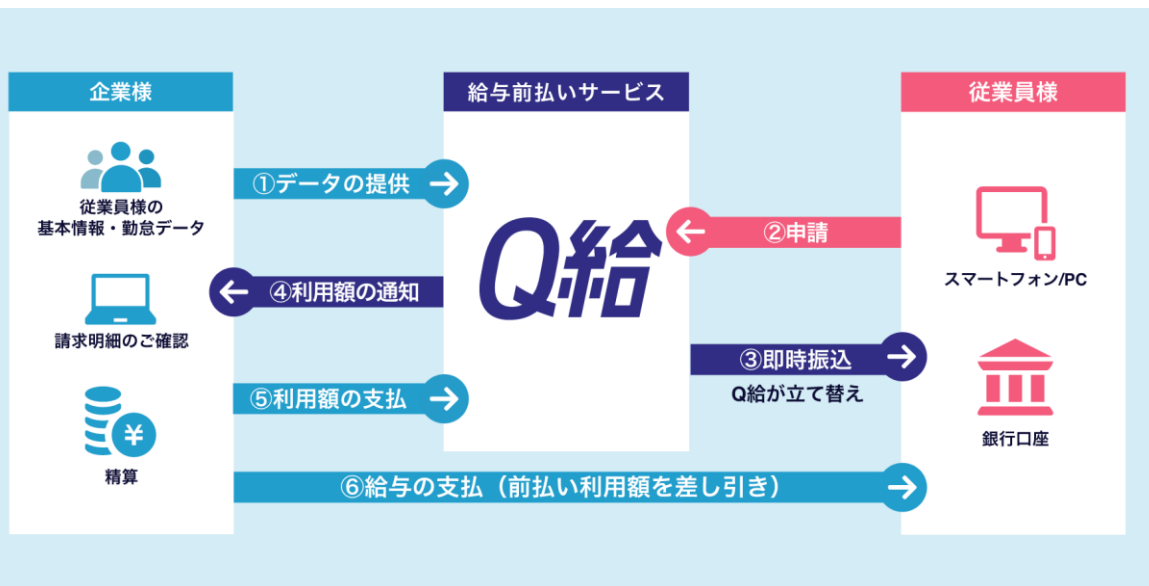 企業様
給与前払いサービス
従業員様
従業員様の
基本情報・勤怠データ
①データの提供
Q給
②申請
スマートフォン/PC
④利用額の通知
請求明細のご確認
③即時振込
Q給が立て替え
銀行口座
⑤利用額の支払
¥
精算
⑥給与の支払（前払い利用額を差し引き）